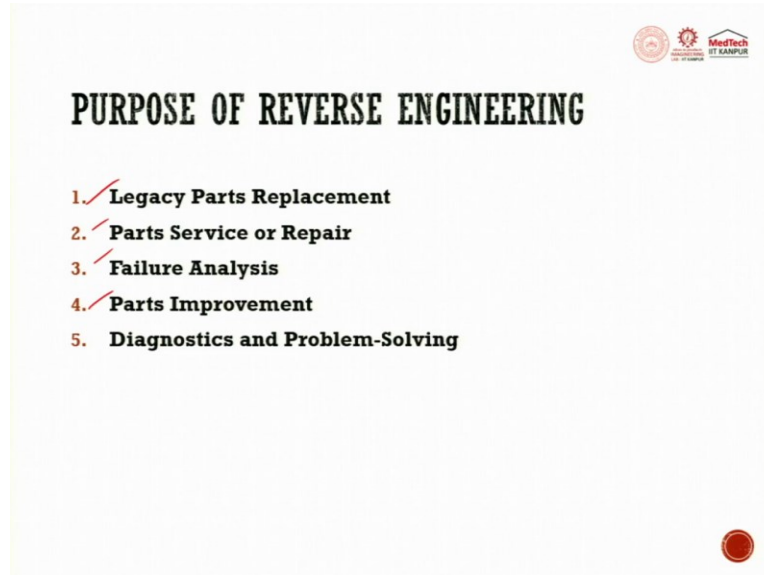 MedTech
IIT KANPUR
PURPOSE OF REVERSE ENGINEERING
1. Legacy Parts Replacement
2. Parts Service or Repair
3. Failure Analysis
4. Parts Improvement
5. Diagnostics and Problem-Solving